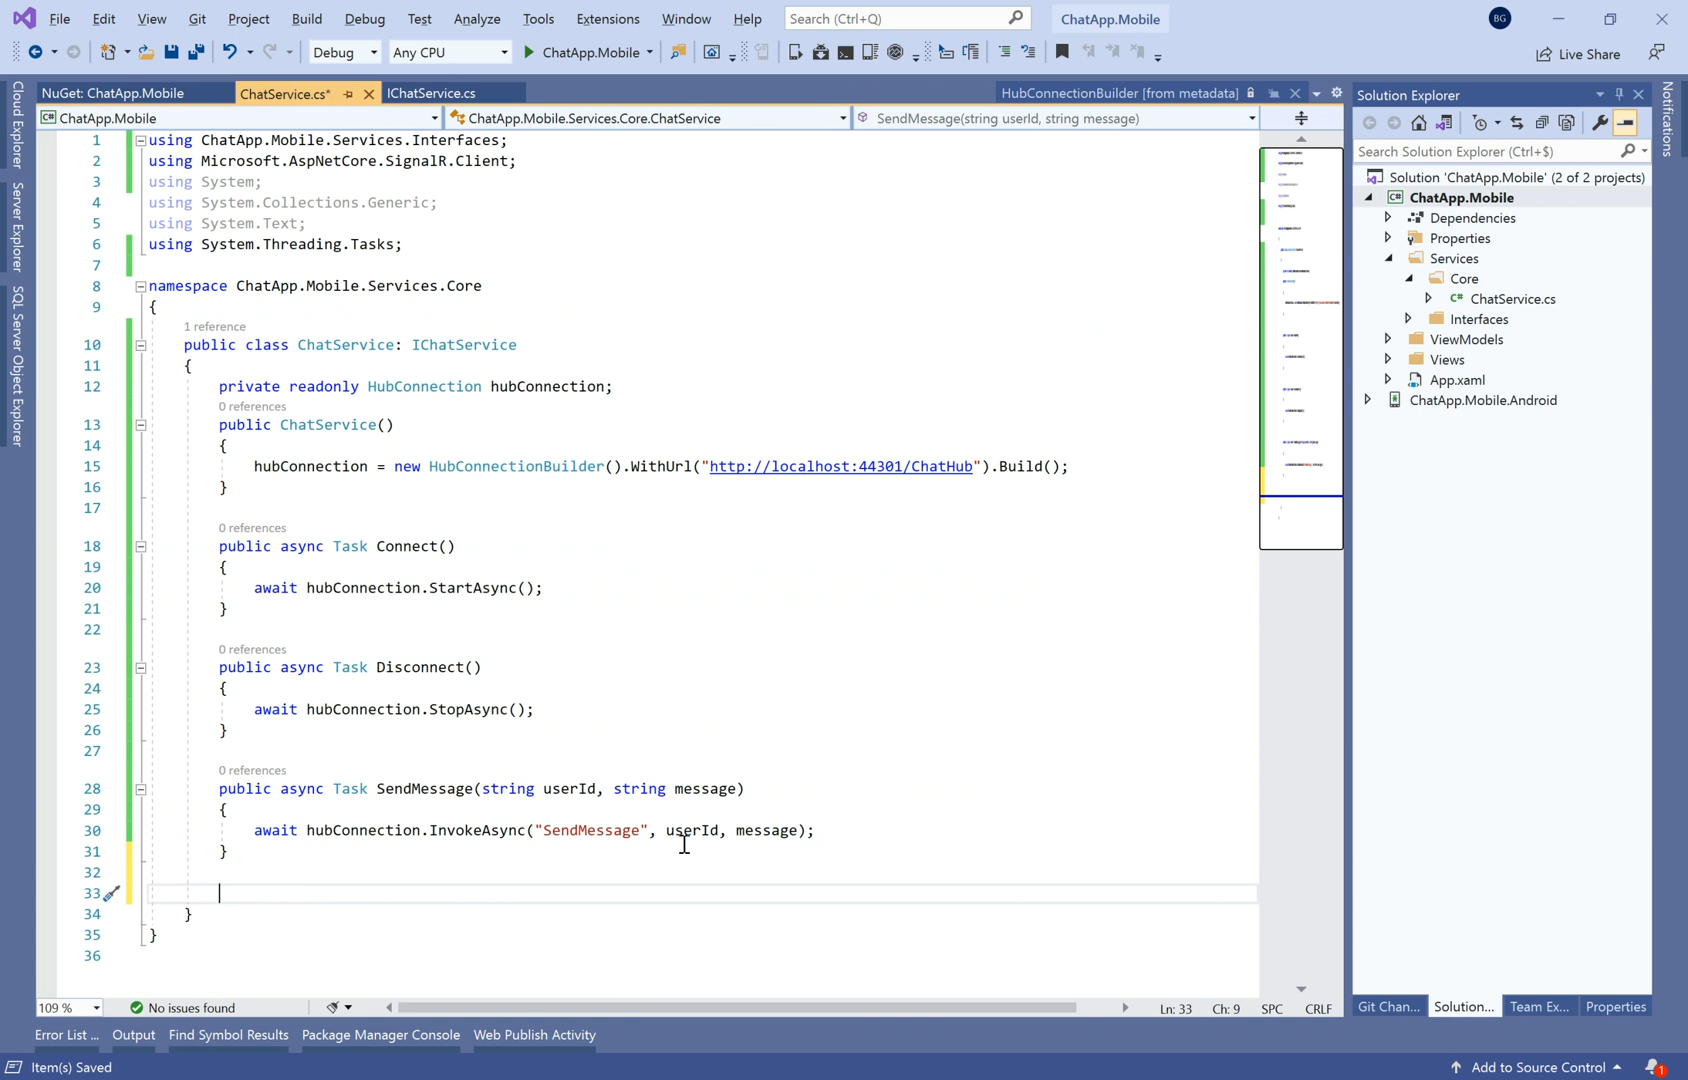 File Edit View Git Project Build Debug Test Analyze Tools Extensions Window Help Search (Ctrl+Q) ChatApp.Mobile BG
Debug Any CPU ChatApp.Mobile Live Share
NuGet: ChatApp.Mobile ChatService.cs* IChatService.cs HubConnectionBuilder [from metadata]
ChatApp.Mobile ChatApp.Mobile.Services.Core.ChatService SendMessage(string userId, string message)
1 using ChatApp.Mobile.Services.Interfaces;
2 using Microsoft.AspNetCore.SignalR.Client;
3 using System;
4 using System.Collections.Generic;
5 using System.Text;
6 using System.Threading.Tasks;
7
8 namespace ChatApp.Mobile.Services.Core
9 {
1 reference
10 public class ChatService: IChatService
11 {
12 private readonly HubConnection hubConnection;
0 references
13 public ChatService()
14 {
15 hubConnection = new HubConnectionBuilder().WithUrl("http://localhost:44301/ChatHub").Build();
16 }
17
0 references
18 public async Task Connect()
19 {
20 await hubConnection.StartAsync();
21 }
22
0 references
23 public async Task Disconnect()
24 {
25 await hubConnection.StopAsync();
26 }
27
0 references
28 public async Task SendMessage(string userId, string message)
29 {
30 await hubConnection.InvokeAsync("SendMessage", userId, message);
31 }
32
33
34 }
35 }
36
109 % No issues found Ln: 33 Ch: 9 SPC CRLF
Error List ... Output Find Symbol Results Package Manager Console Web Publish Activity
Item(s) Saved Add to Source Control 1
Cloud Explorer
Server Explorer
SQL Server Object Explorer
Solution Explorer
Search Solution Explorer (Ctrl+$)
Solution 'ChatApp.Mobile' (2 of 2 projects)
C# ChatApp.Mobile
Dependencies
Properties
Services
Core
C# ChatService.cs
Interfaces
ViewModels
Views
App.xaml
ChatApp.Mobile.Android
Git Chan... Solution... Team Ex... Properties
Notifications